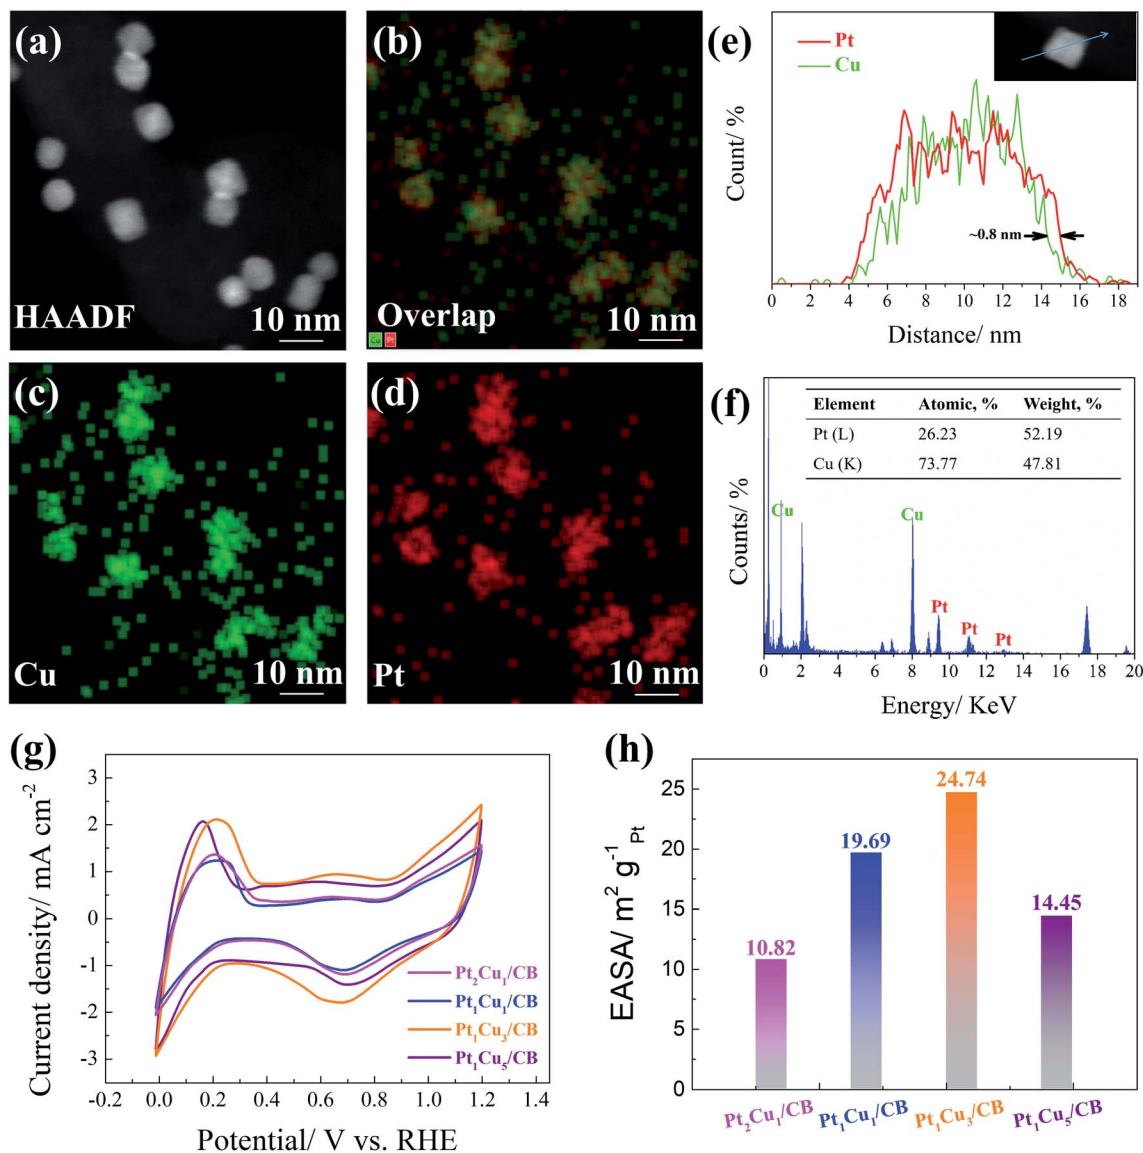 (a)
HAADF
10 nm
(b)
Overlap
10 nm
Cu Pt
(c)
Cu
10 nm
(d)
Pt
10 nm
(e)
Pt
Cu
Count/ %
~0.8 nm
0 2 4 6 8 10 12 14 16 18
Distance/ nm
(f)
Element Atomic, % Weight, %
Pt (L) 26.23 52.19
Cu (K) 73.77 47.81
Counts/ %
Cu
Cu
Pt
Pt
Pt
0 2 4 6 8 10 12 14 16 18 20
Energy/ KeV
(g)
Current density/ mA cm⁻²
3
2
1
0
-1
-2
-3
Pt₂Cu₁/CB
Pt₁Cu₁/CB
Pt₁Cu₃/CB
Pt₁Cu₅/CB
-0.2 0.0 0.2 0.4 0.6 0.8 1.0 1.2 1.4
Potential/ V vs. RHE
(h)
EASA/ m² g⁻¹ Pt
25
20
15
10
5
0
10.82
19.69
24.74
14.45
Pt₂Cu₁/CB Pt₁Cu₁/CB Pt₁Cu₃/CB Pt₁Cu₅/CB